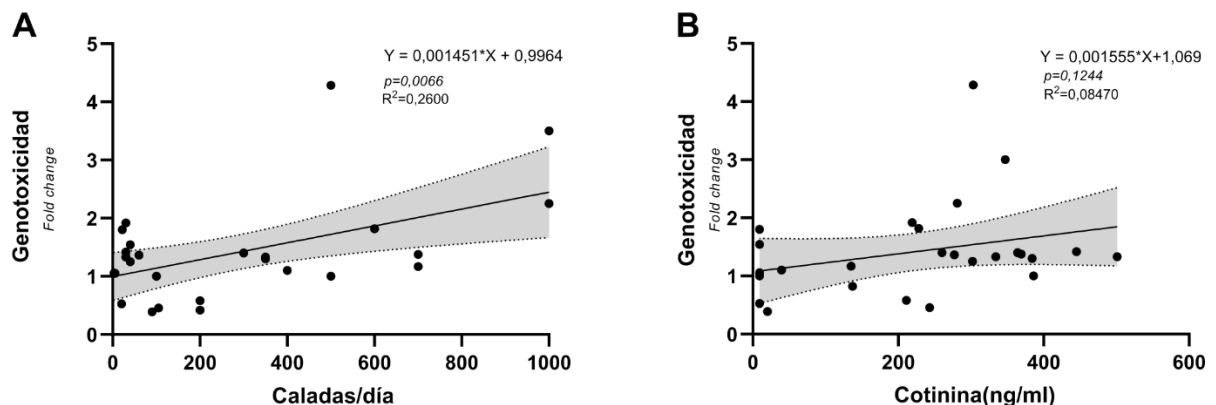 A
Y = 0,001451*X + 0,9964
p=0,0066
R²=0,2600
Genotoxicidad
Fold change
5
4
3
2
1
0
0 200 400 600 800 1000
Caladas/día
B
Y = 0,001555*X+1,069
p=0,1244
R²=0,08470
Genotoxicidad
Fold change
5
4
3
2
1
0
0 200 400 600
Cotinina(ng/ml)